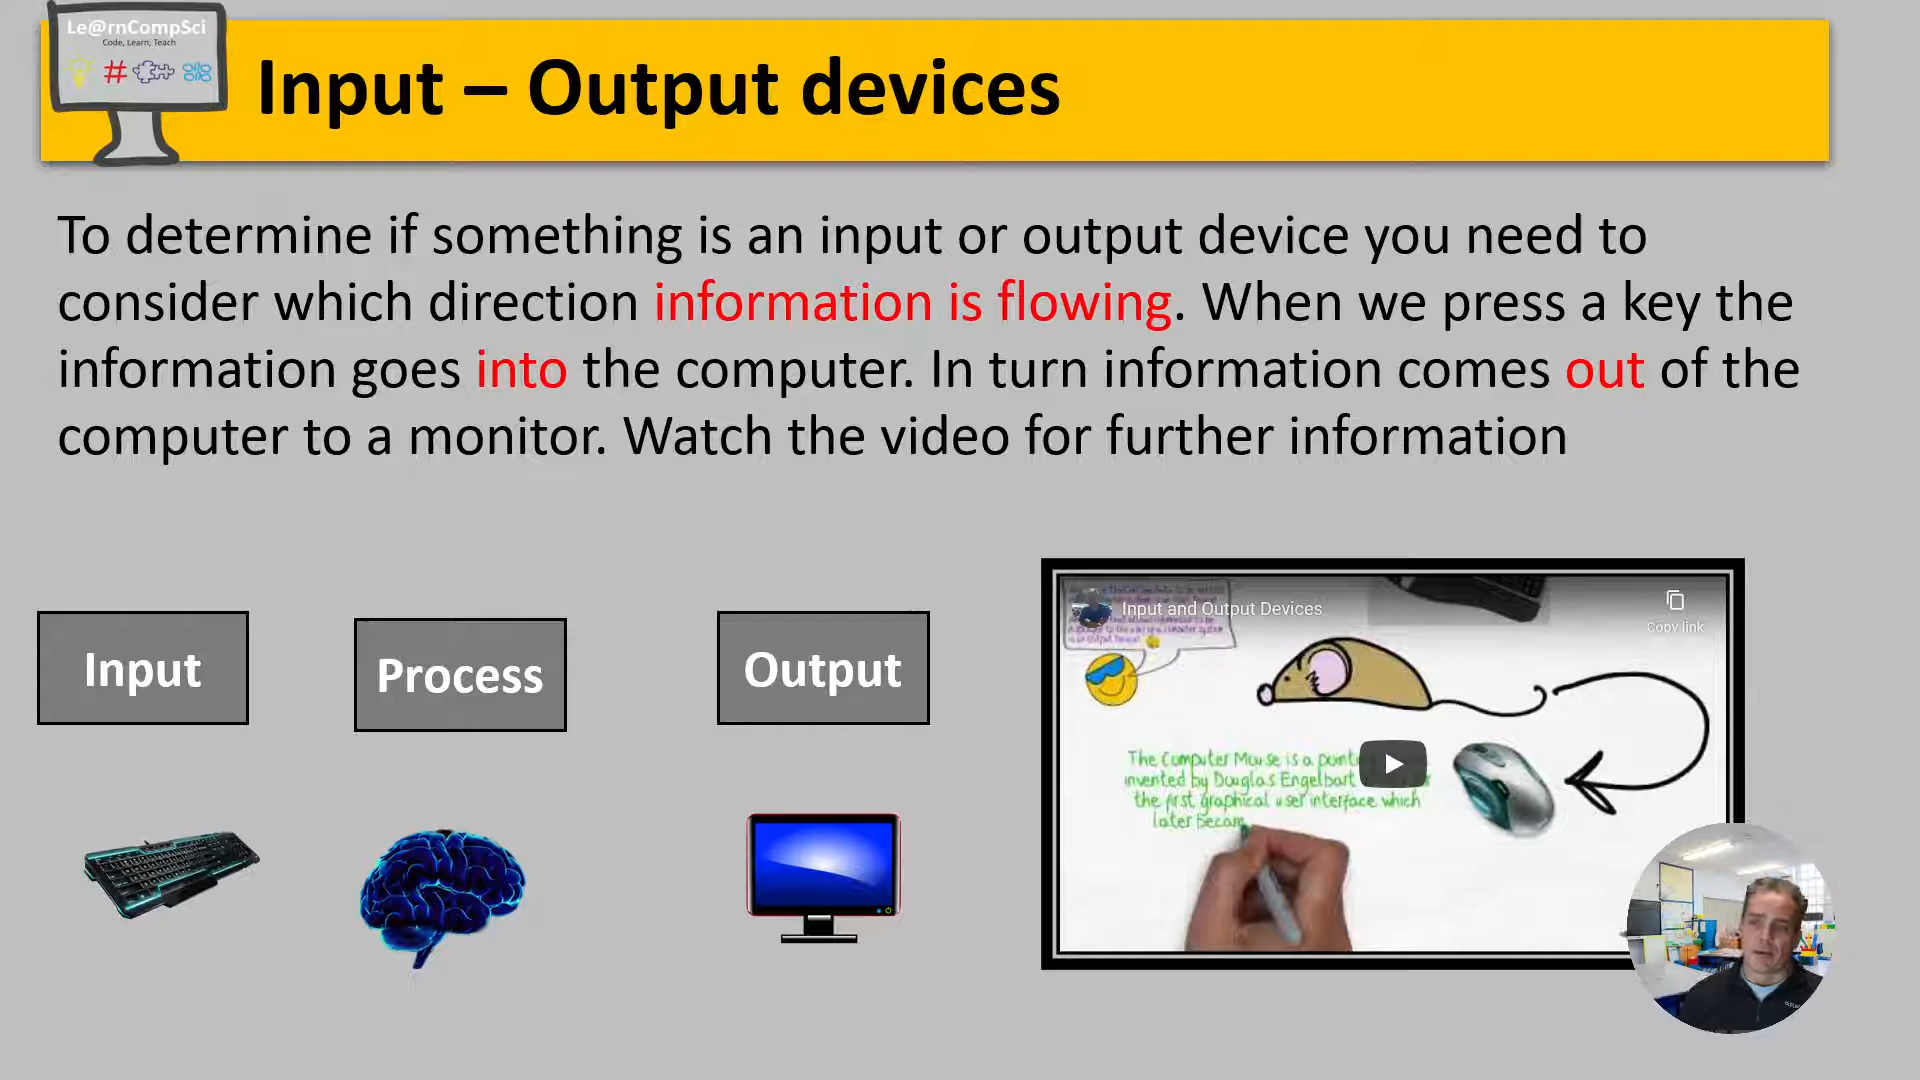 Le@rnCompSci
Code, Learn, Teach
#
Input – Output devices
To determine if something is an input or output device you need to
consider which direction information is flowing. When we press a key the
information goes into the computer. In turn information comes out of the
computer to a monitor. Watch the video for further information
Input
Process
Output
Input and Output Devices
Copy link
The Computer Mouse is a
invented by Douglas Engelbart
the first graphical user interface which
later becam